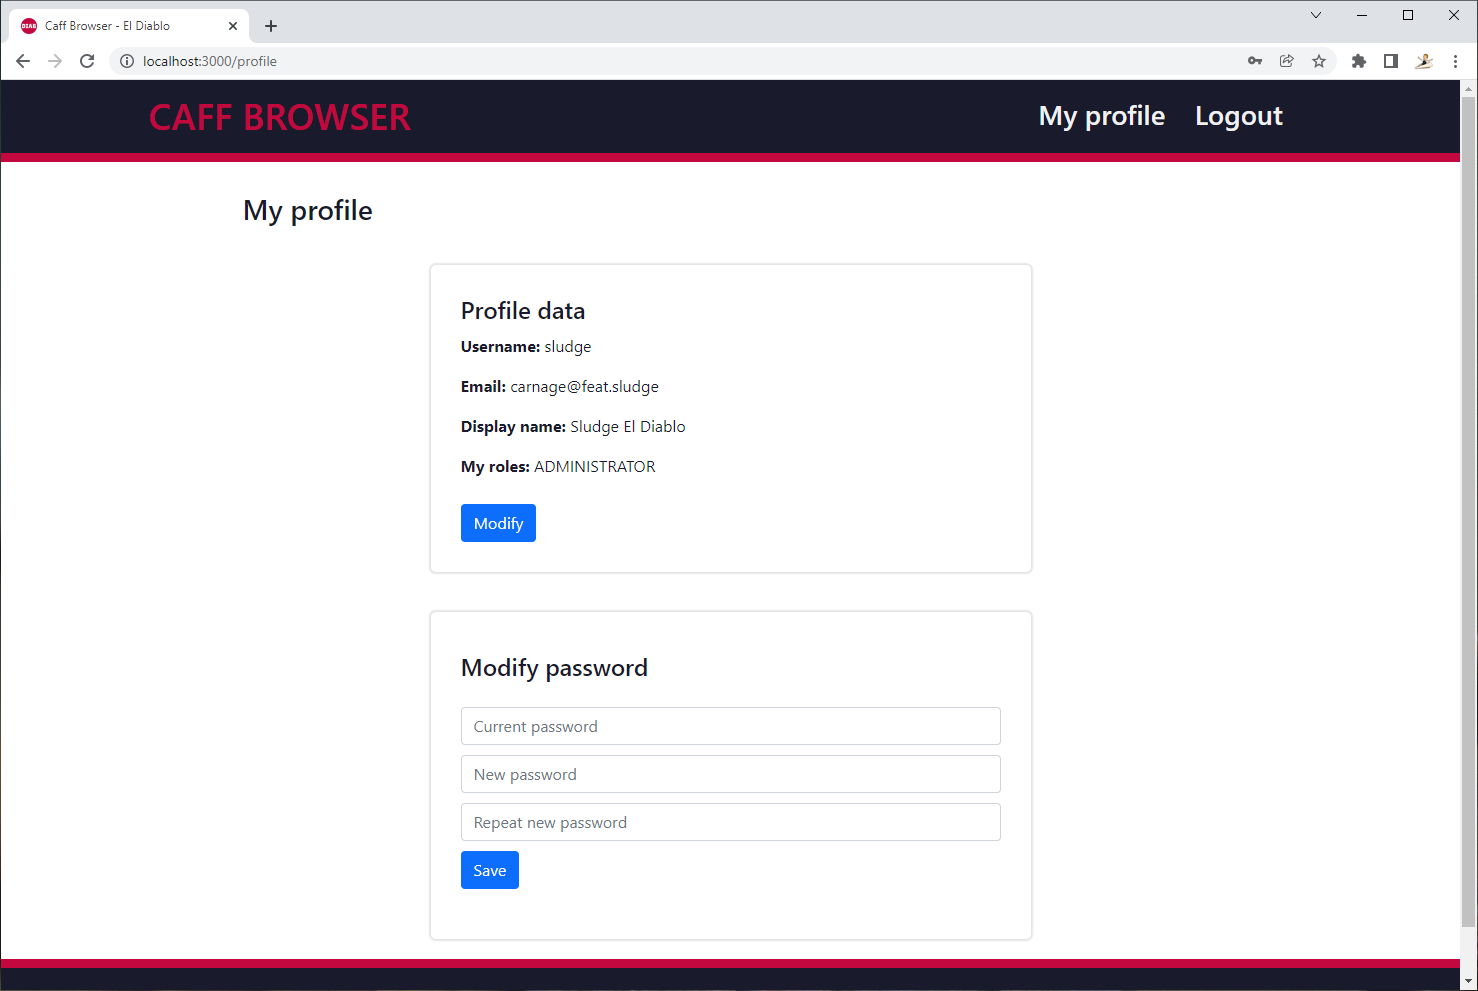 Caff Browser - El Diablo
localhost:3000/profile
CAFF BROWSER
My profile
Logout
My profile
Profile data
Username: sludge
Email: carnage@feat.sludge
Display name: Sludge El Diablo
My roles: ADMINISTRATOR
Modify
Modify password
Current password
New password
Repeat new password
Save